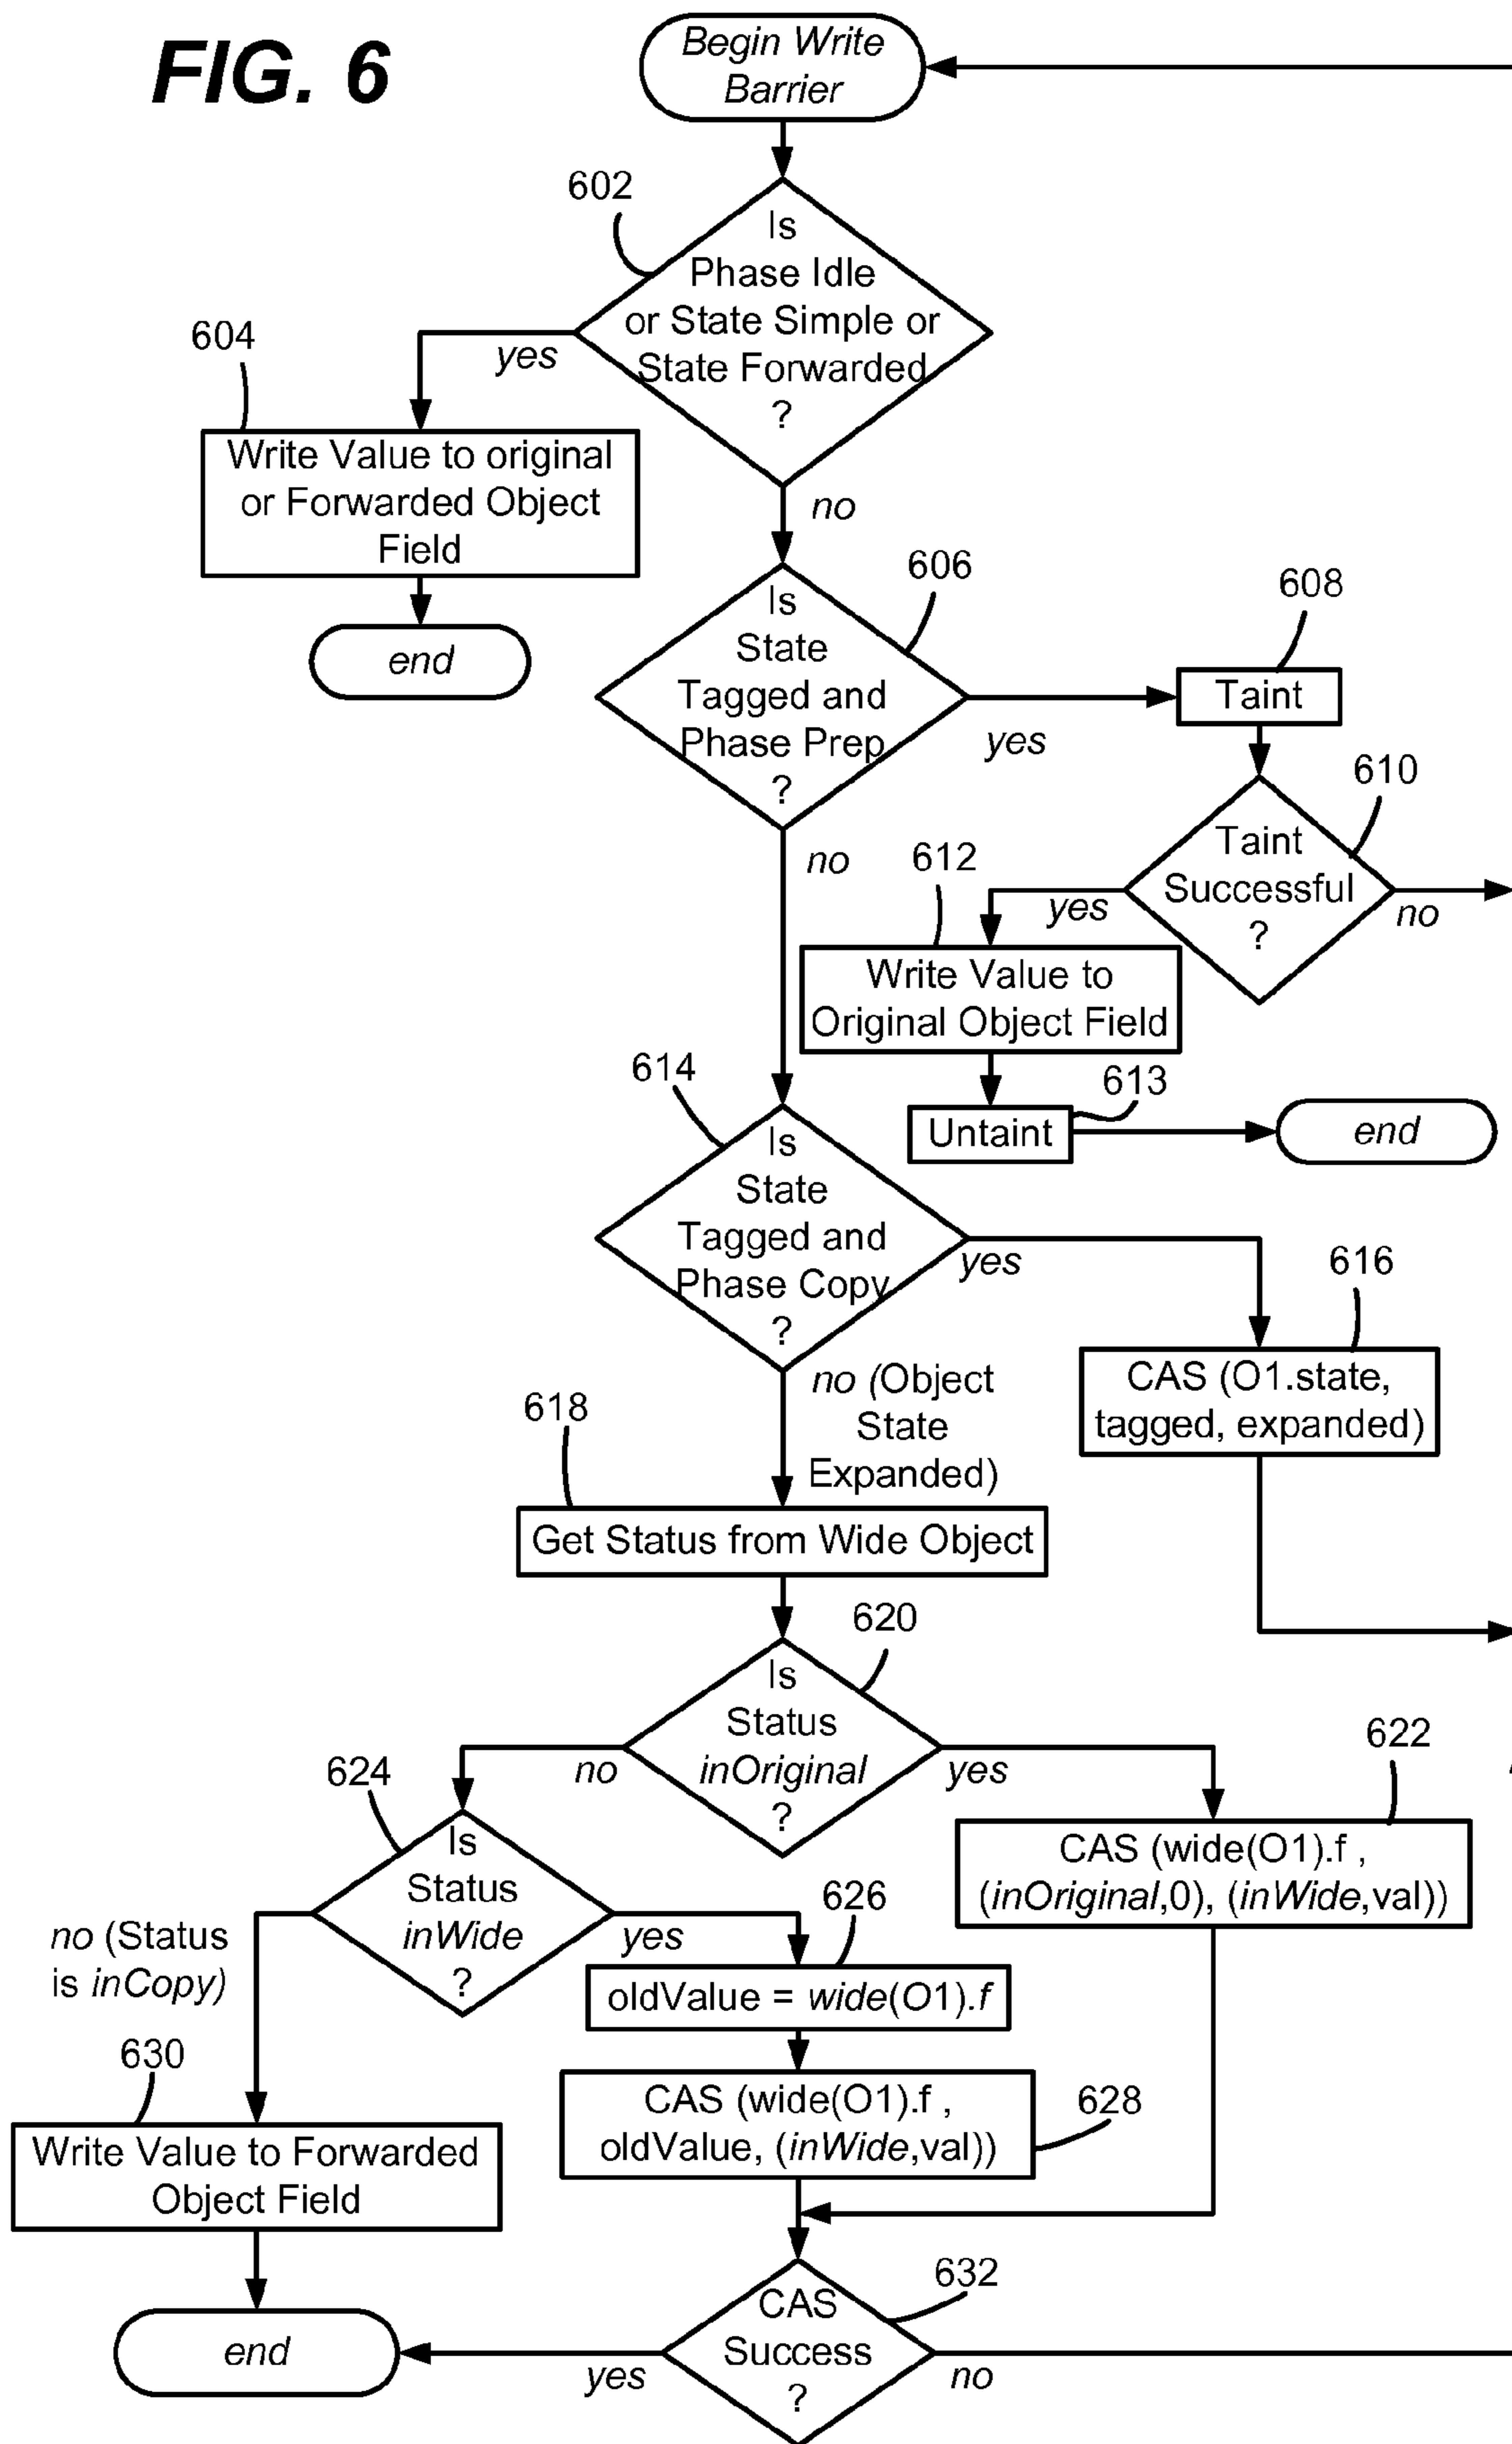 FIG. 6
Begin Write
Barrier
602
Is
Phase Idle
or State Simple or
State Forwarded
?
yes
no
604
Write Value to original
or Forwarded Object
Field
end
606
Is
State
Tagged and
Phase Prep
?
yes
no
608
Taint
610
Taint
Successful
?
yes
no
612
Write Value to
Original Object Field
613
Untaint
end
614
Is
State
Tagged and
Phase Copy
?
yes
616
CAS (O1.state,
tagged, expanded)
no (Object
State
Expanded)
618
Get Status from Wide Object
620
Is
Status
inOriginal
?
no
yes
622
CAS (wide(O1).f ,
(inOriginal,0), (inWide,val))
624
Is
Status
inWide
?
no (Status
is inCopy)
yes
626
oldValue = wide(O1).f
628
CAS (wide(O1).f ,
oldValue, (inWide,val))
630
Write Value to Forwarded
Object Field
end
632
CAS
Success
?
yes
no